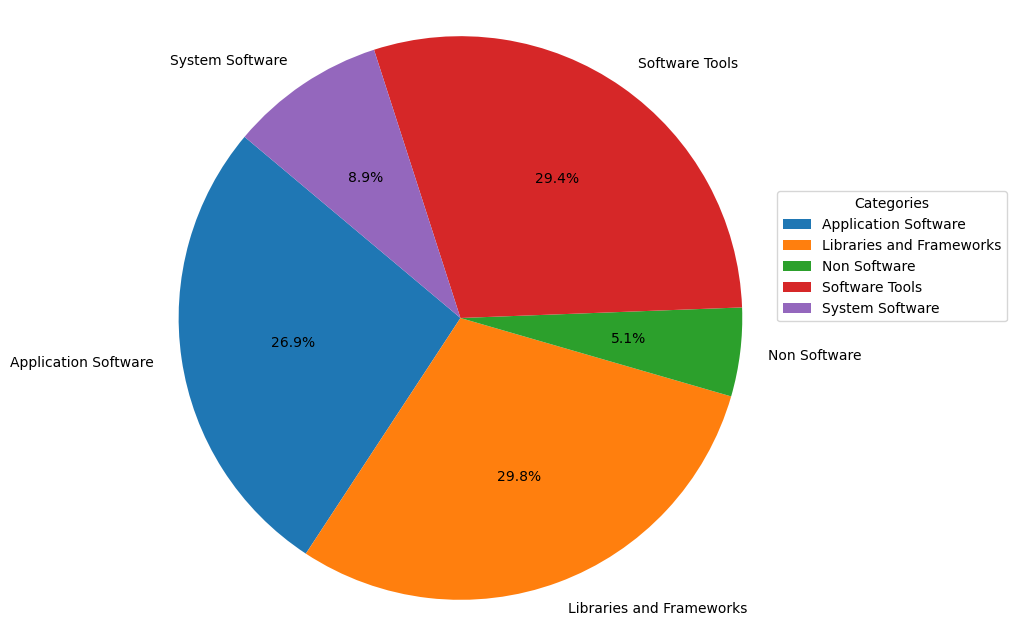 System Software
Software Tools
8.9%
29.4%
Categories
Application Software
Libraries and Frameworks
Non Software
Software Tools
System Software
26.9%
5.1%
Application Software
Non Software
29.8%
Libraries and Frameworks